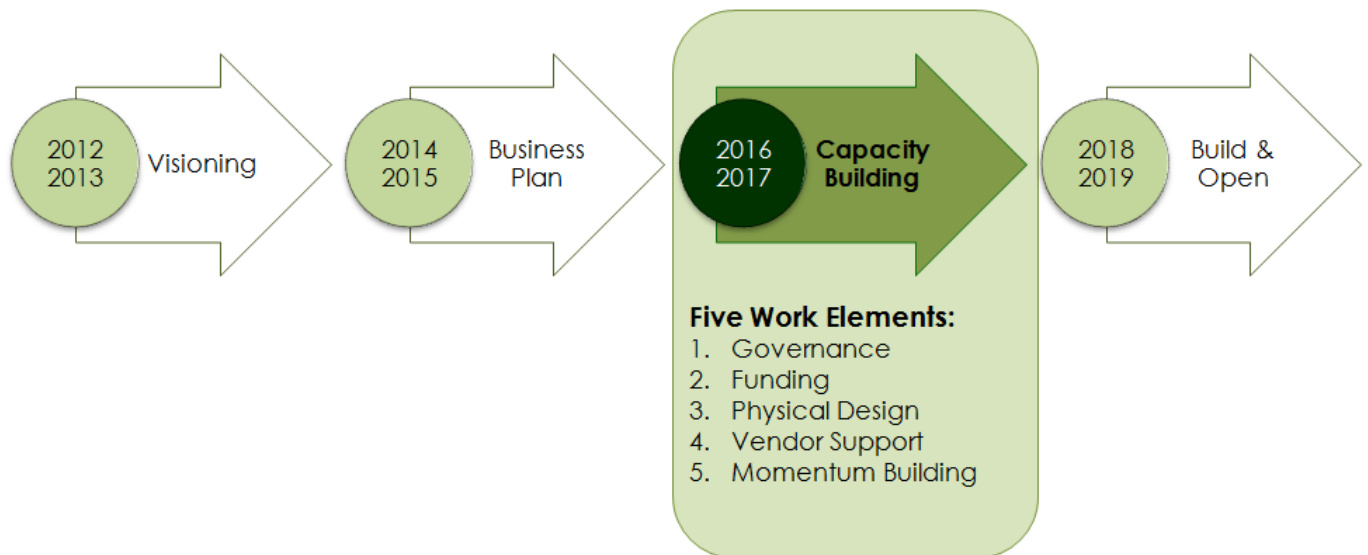 2012
2013
Visioning
2014
2015
Business
Plan
2016
2017
Capacity
Building
2018
2019
Build &
Open
Five Work Elements:
1. Governance
2. Funding
3. Physical Design
4. Vendor Support
5. Momentum Building